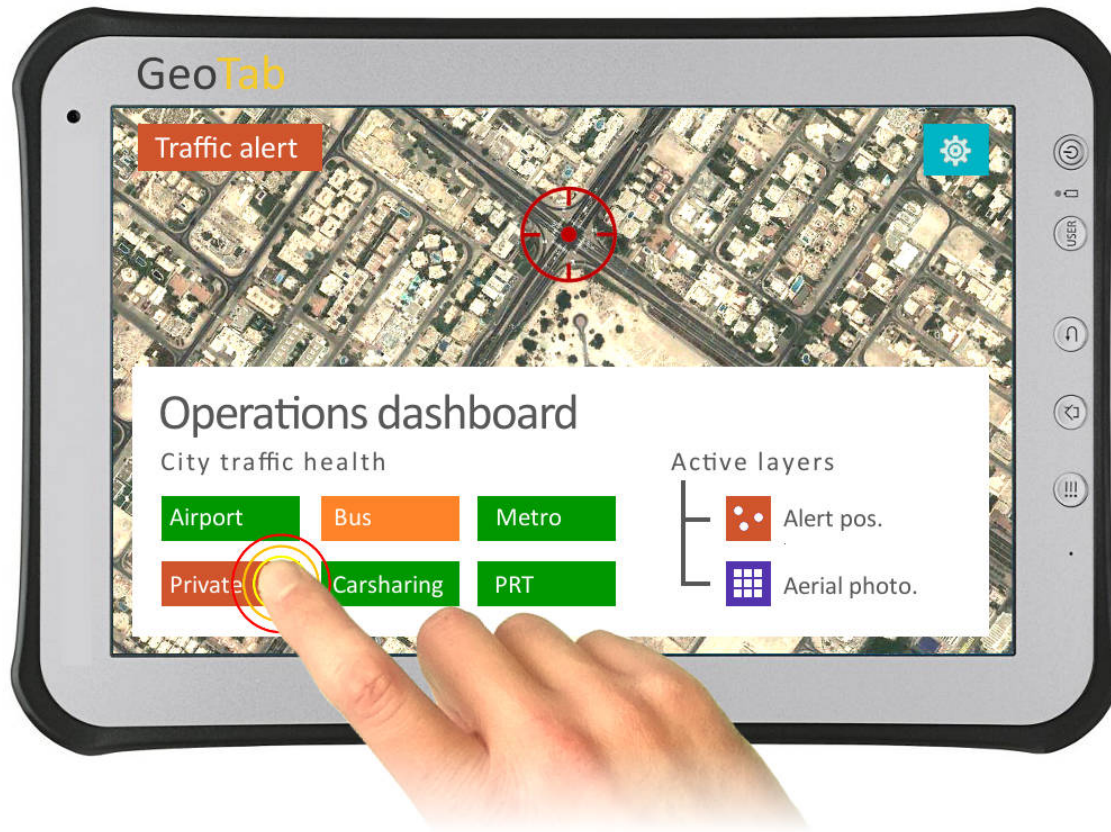 GeoTab
Traffic alert
USER
Operations dashboard
City traffic health
Active layers
Airport
Bus
Metro
Alert pos.
Private
Carsharing
PRT
Aerial photo.